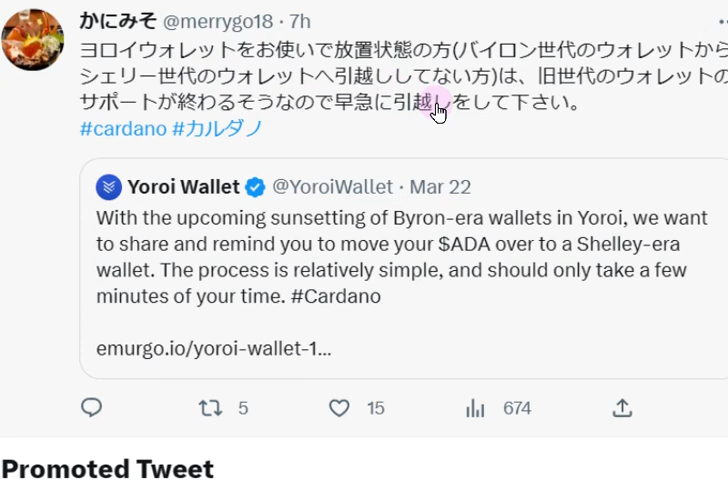 かにみそ @merrygo18 · 7h
ヨロイウォレットをお使いで放置状態の方(バイロン世代のウォレットから
シェリー世代のウォレットへ引越ししてない方)は、旧世代のウォレットの
サポートが終わるそうなので早急に引越しをして下さい。
#cardano #カルダノ
Yoroi Wallet @YoroiWallet · Mar 22
With the upcoming sunsetting of Byron-era wallets in Yoroi, we want
to share and remind you to move your $ADA over to a Shelley-era
wallet. The process is relatively simple, and should only take a few
minutes of your time. #Cardano
emurgo.io/yoroi-wallet-1...
5 15 674
Promoted Tweet